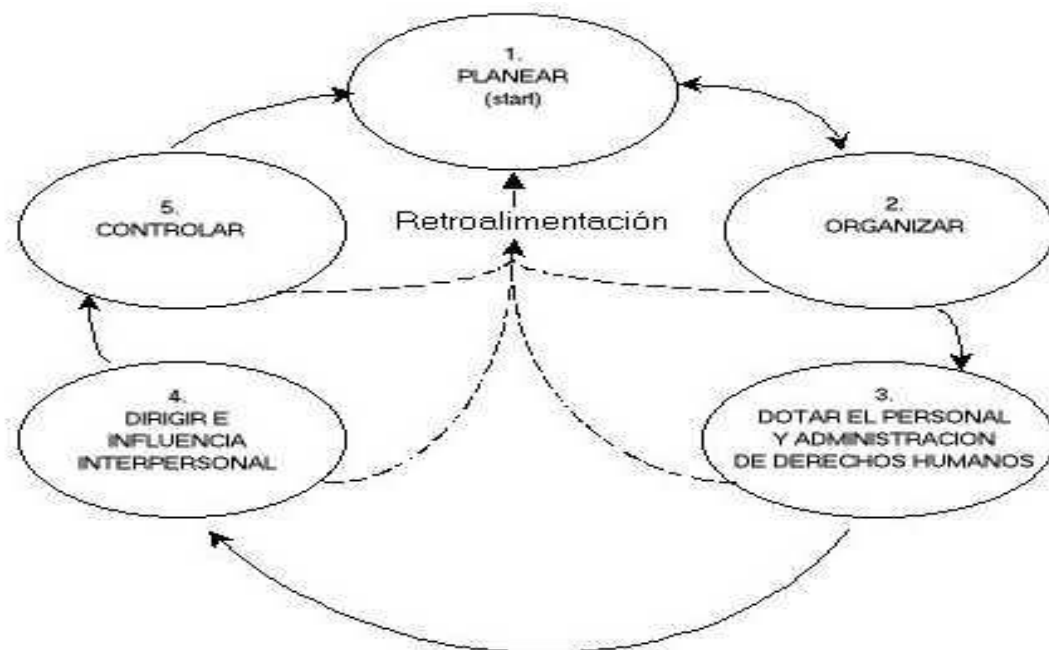 1.
PLANEAR
(start)
2.
ORGANIZAR
3.
DOTAR EL PERSONAL
Y ADMINISTRACION
DE DERECHOS HUMANOS
4.
DIRIGIR E
INFLUENCIA
INTERPERSONAL
5.
CONTROLAR
Retroalimentación